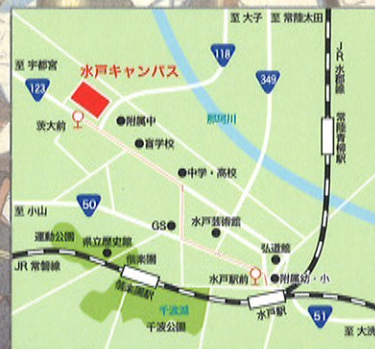 至 大子
至 常陸太田
118
JR 水郡線
至 宇都宮
水戸キャンパス
349
123
常陸青柳駅
那珂川
茨大前
附属中
盲学校
中学・高校
50
至 小山
GS
水戸芸術館
運動公園
県立歴史館
弘道館
偕楽園
JR 常磐線
水戸駅前
附属幼・小
偕楽園駅
千波湖
水戸駅
51
千波公園
至 大洗